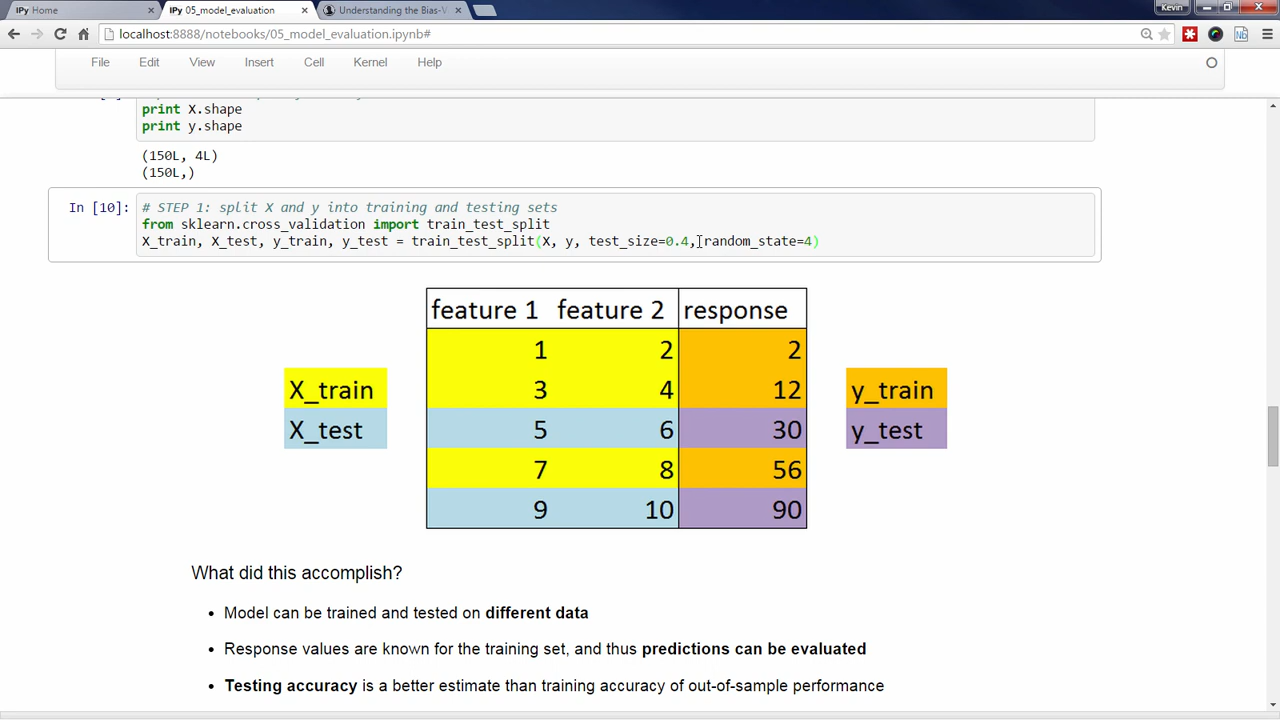 IPy Home
IPy 05_model_evaluation
Understanding the Bias-V
Kevin
localhost:8888/notebooks/05_model_evaluation.ipynb#
File Edit View Insert Cell Kernel Help
print X.shape
print y.shape
(150L, 4L)
(150L,)
In [10]:
# STEP 1: split X and y into training and testing sets
from sklearn.cross_validation import train_test_split
X_train, X_test, y_train, y_test = train_test_split(X, y, test_size=0.4, random_state=4)
feature 1 feature 2 response
1 2 2
X_train 3 4 12 y_train
X_test 5 6 30 y_test
7 8 56
9 10 90
What did this accomplish?
• Model can be trained and tested on different data
• Response values are known for the training set, and thus predictions can be evaluated
• Testing accuracy is a better estimate than training accuracy of out-of-sample performance